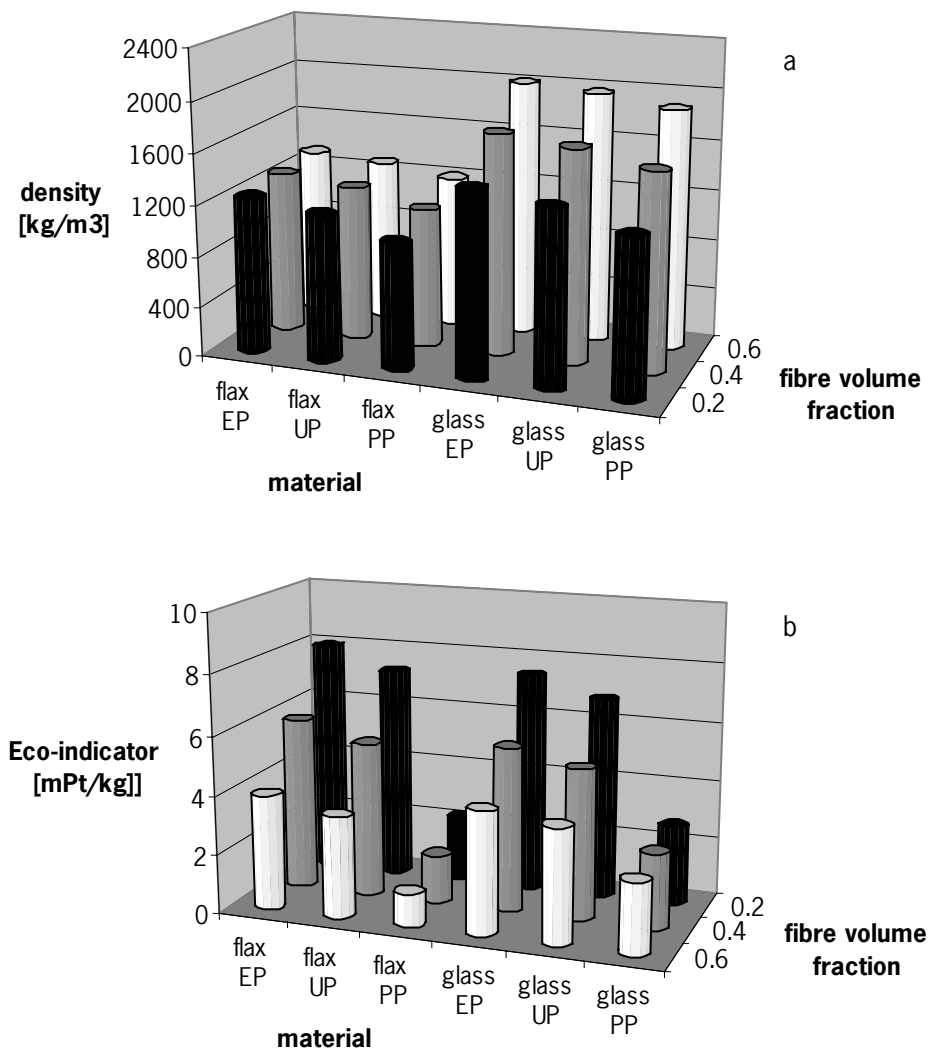 a
2400
2000
1600
1200
800
400
0
density
[kg/m3]
0.6
0.4
0.2
fibre volume
fraction
flax
EP
flax
UP
flax
PP
glass
EP
glass
UP
glass
PP
material
b
10
8
6
4
2
0
Eco-indicator
[mPt/kg]]
0.2
0.4
0.6
fibre volume
fraction
flax
EP
flax
UP
flax
PP
glass
EP
glass
UP
glass
PP
material